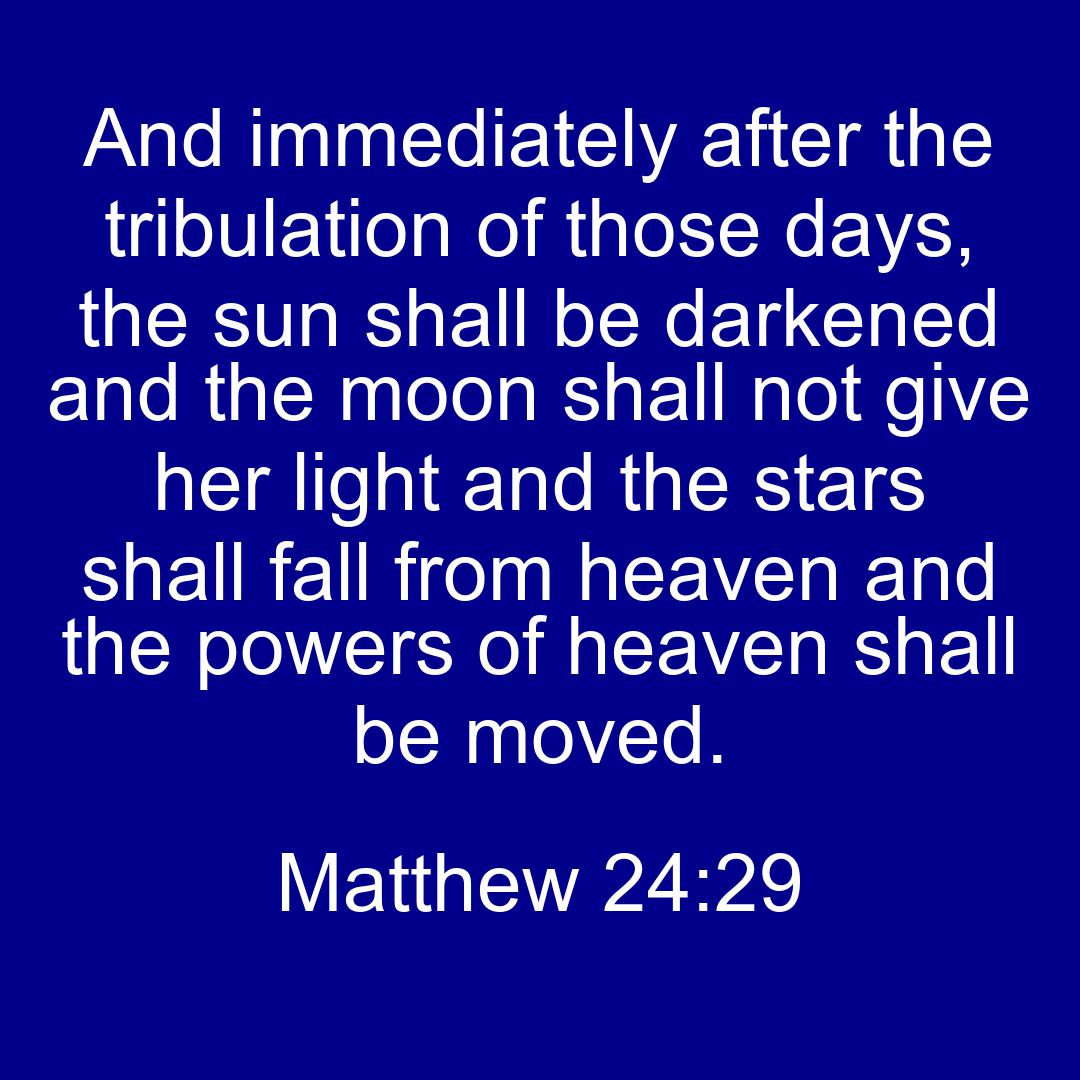 And immediately after the
tribulation of those days,
the sun shall be darkened
and the moon shall not give
her light and the stars
shall fall from heaven and
the powers of heaven shall
be moved.
Matthew 24:29